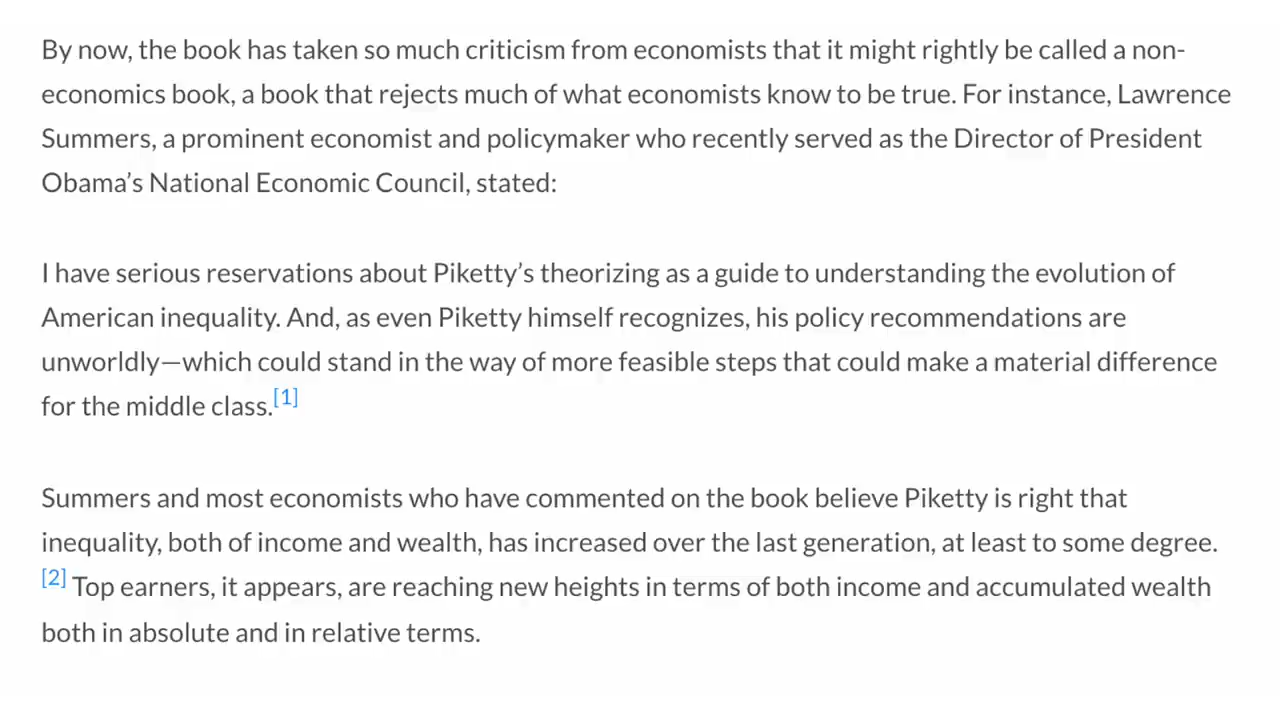 By now, the book has taken so much criticism from economists that it might rightly be called a non-
economics book, a book that rejects much of what economists know to be true. For instance, Lawrence
Summers, a prominent economist and policymaker who recently served as the Director of President
Obama’s National Economic Council, stated:
I have serious reservations about Piketty’s theorizing as a guide to understanding the evolution of
American inequality. And, as even Piketty himself recognizes, his policy recommendations are
unworldly—which could stand in the way of more feasible steps that could make a material difference
for the middle class.[1]
Summers and most economists who have commented on the book believe Piketty is right that
inequality, both of income and wealth, has increased over the last generation, at least to some degree.
[2] Top earners, it appears, are reaching new heights in terms of both income and accumulated wealth
both in absolute and in relative terms.